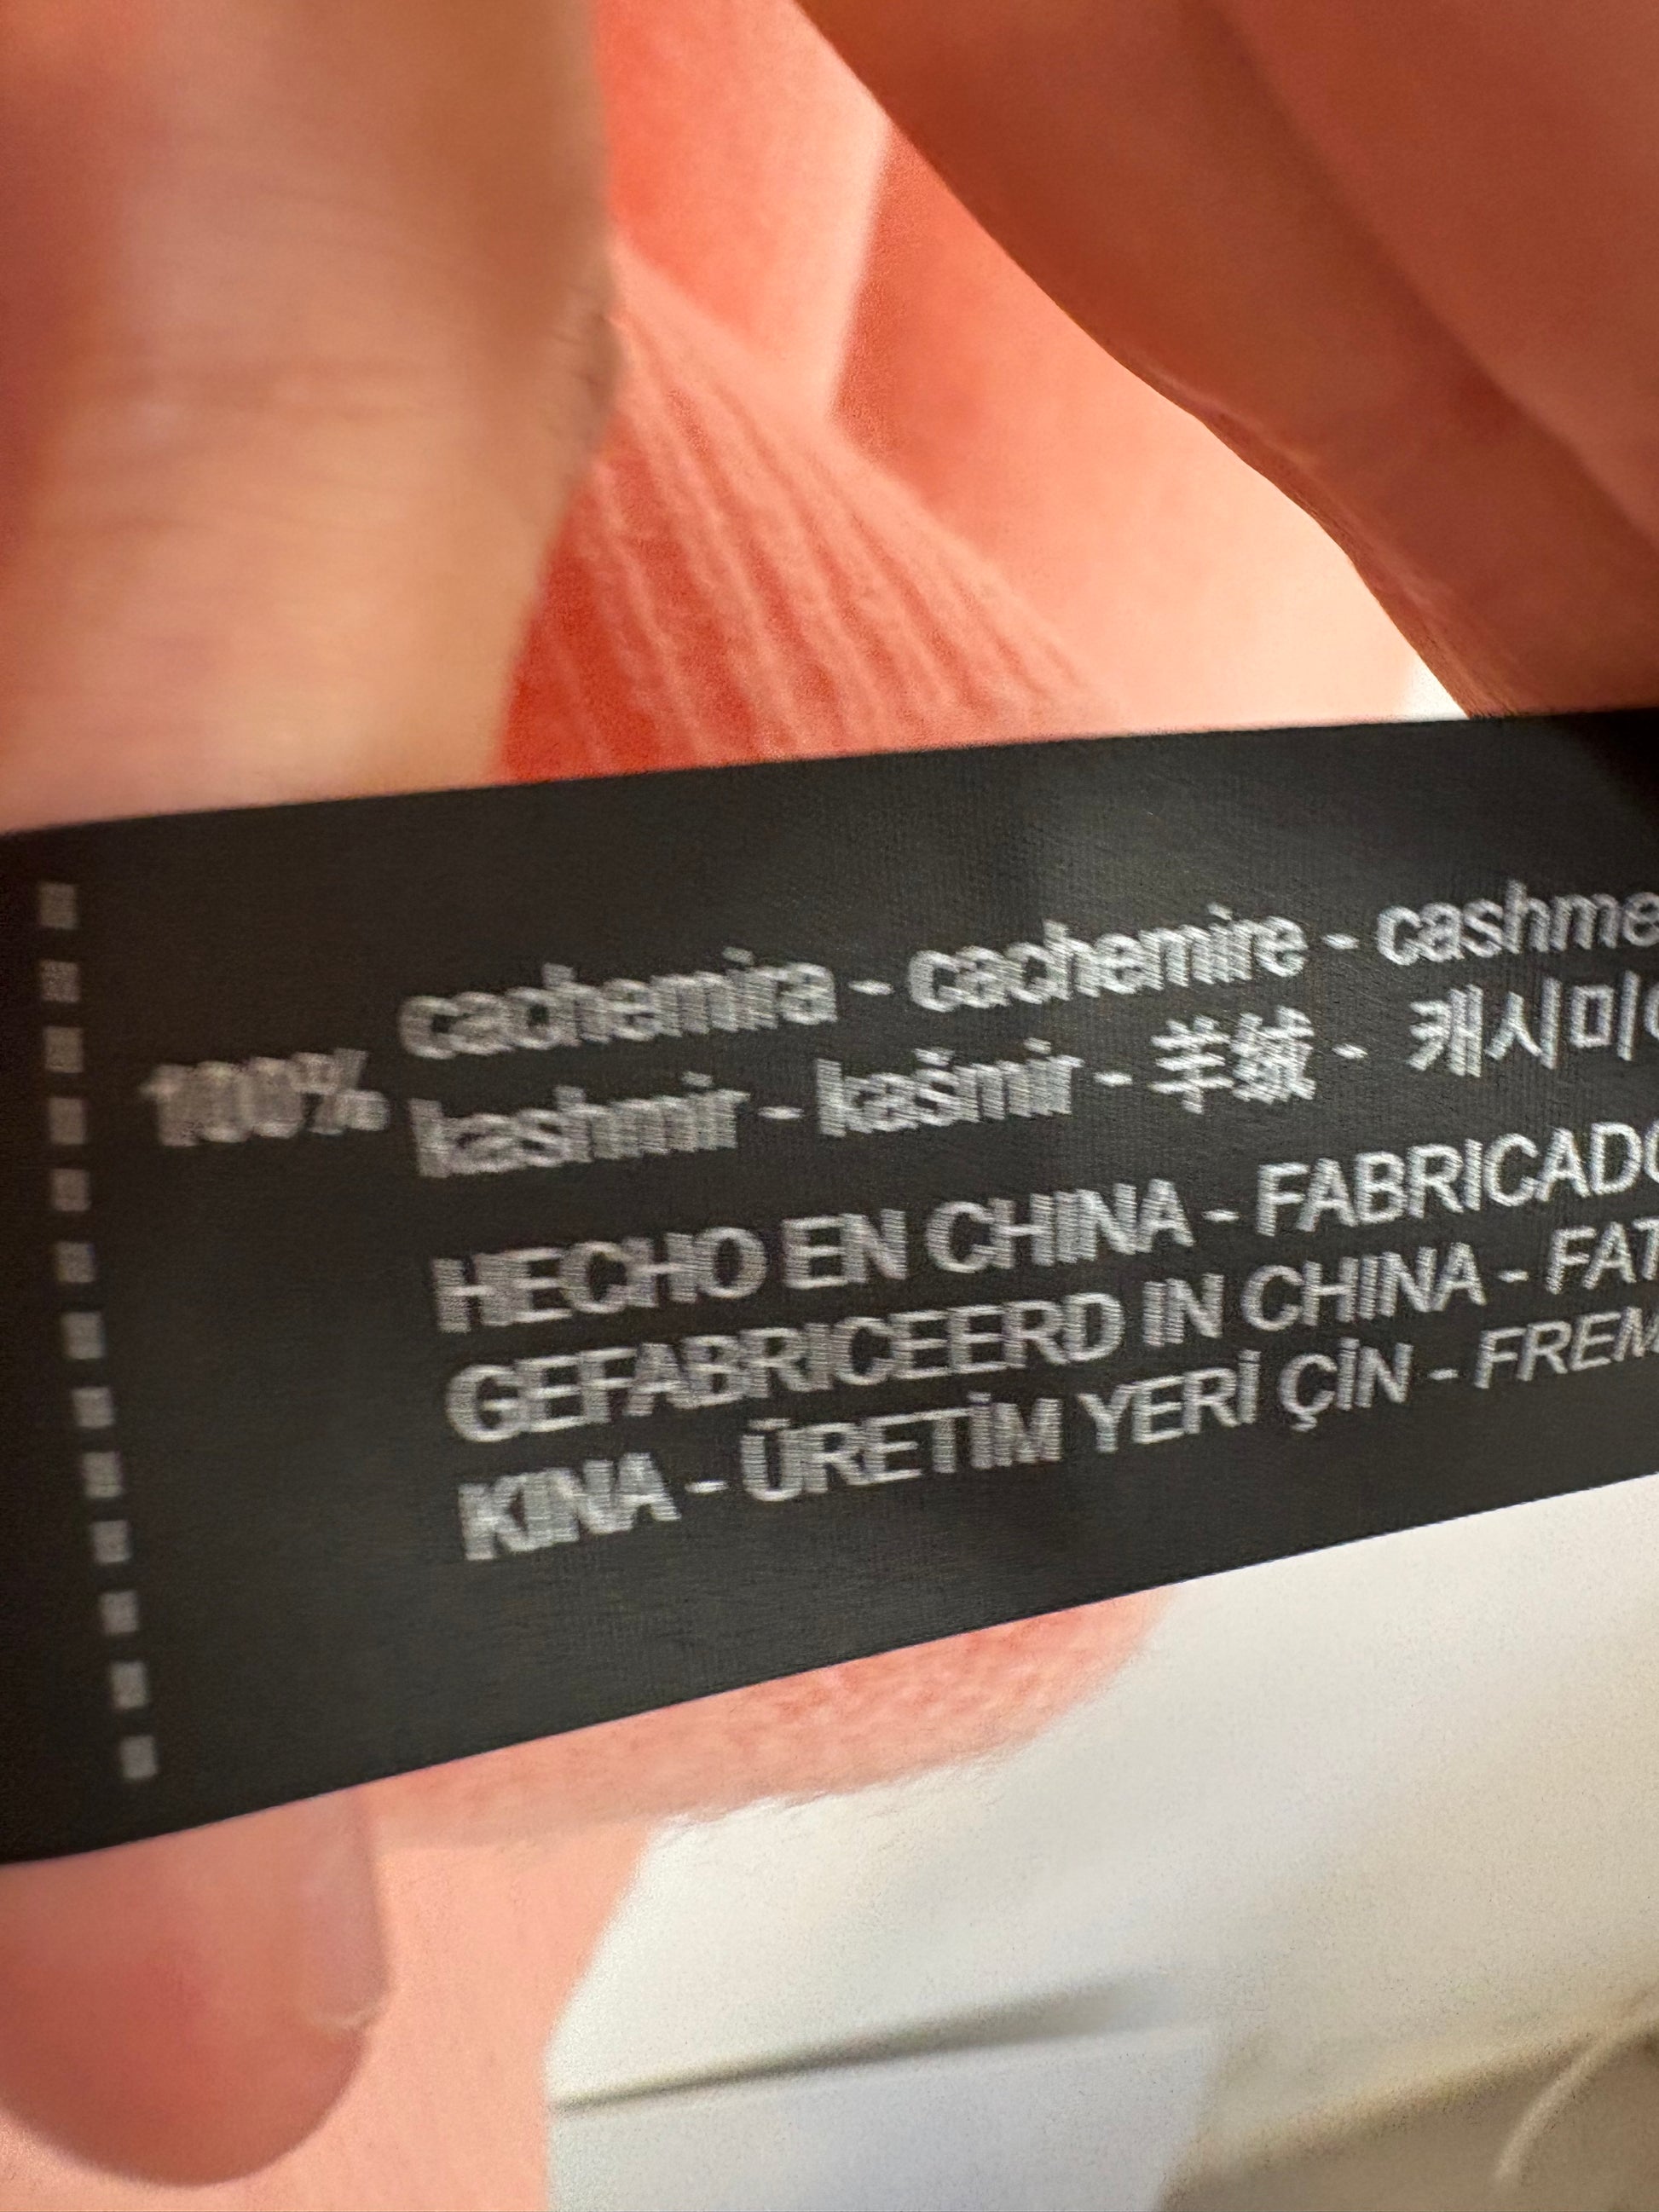 100% cachemira - cachemire - cashme
kashmir - kašmir - 羊绒 - 캐시미
HECHO EN CHINA - FABRICADO
GEFABRICEERD IN CHINA - FAT
KINA - ÜRETİM YERİ ÇİN - FREM